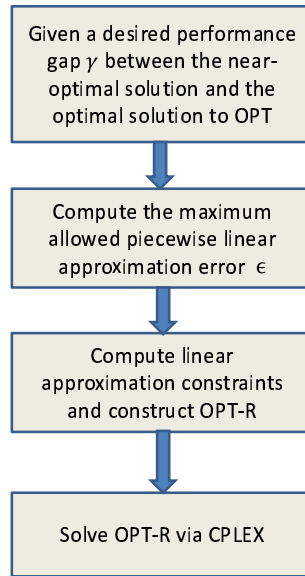 Given a desired performance
gap γ between the near-
optimal solution and the
optimal solution to OPT
Compute the maximum
allowed piecewise linear
approximation error ϵ
Compute linear
approximation constraints
and construct OPT-R
Solve OPT-R via CPLEX